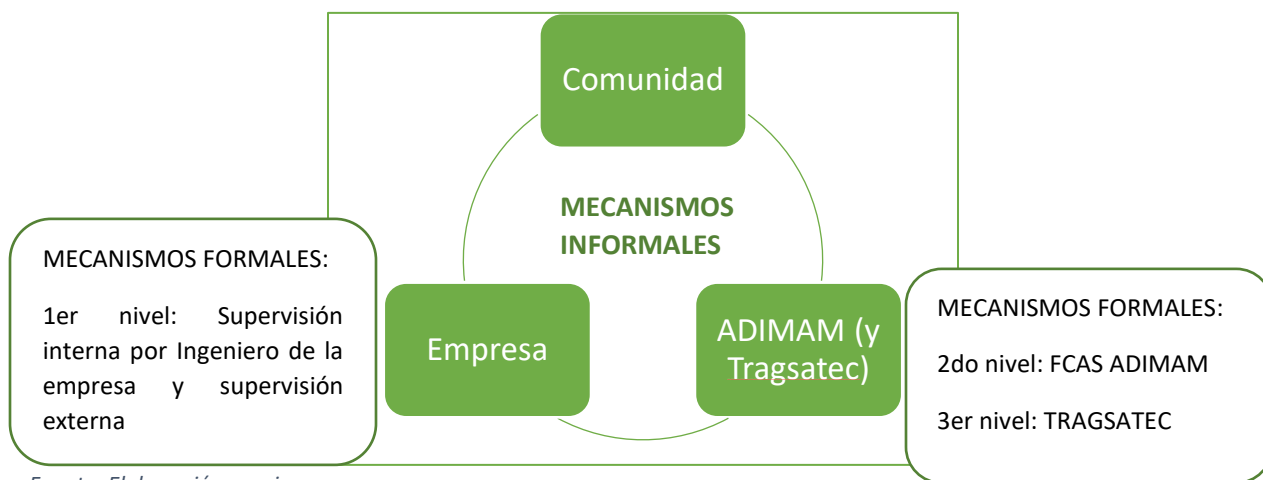 Comunidad
MECANISMOS
INFORMALES
MECANISMOS FORMALES:
1er nivel: Supervisión
interna por Ingeniero de la
empresa y supervisión
externa
Empresa
ADIMAM (y
Tragsatec)
MECANISMOS FORMALES:
2do nivel: FCAS ADIMAM
3er nivel: TRAGSATEC